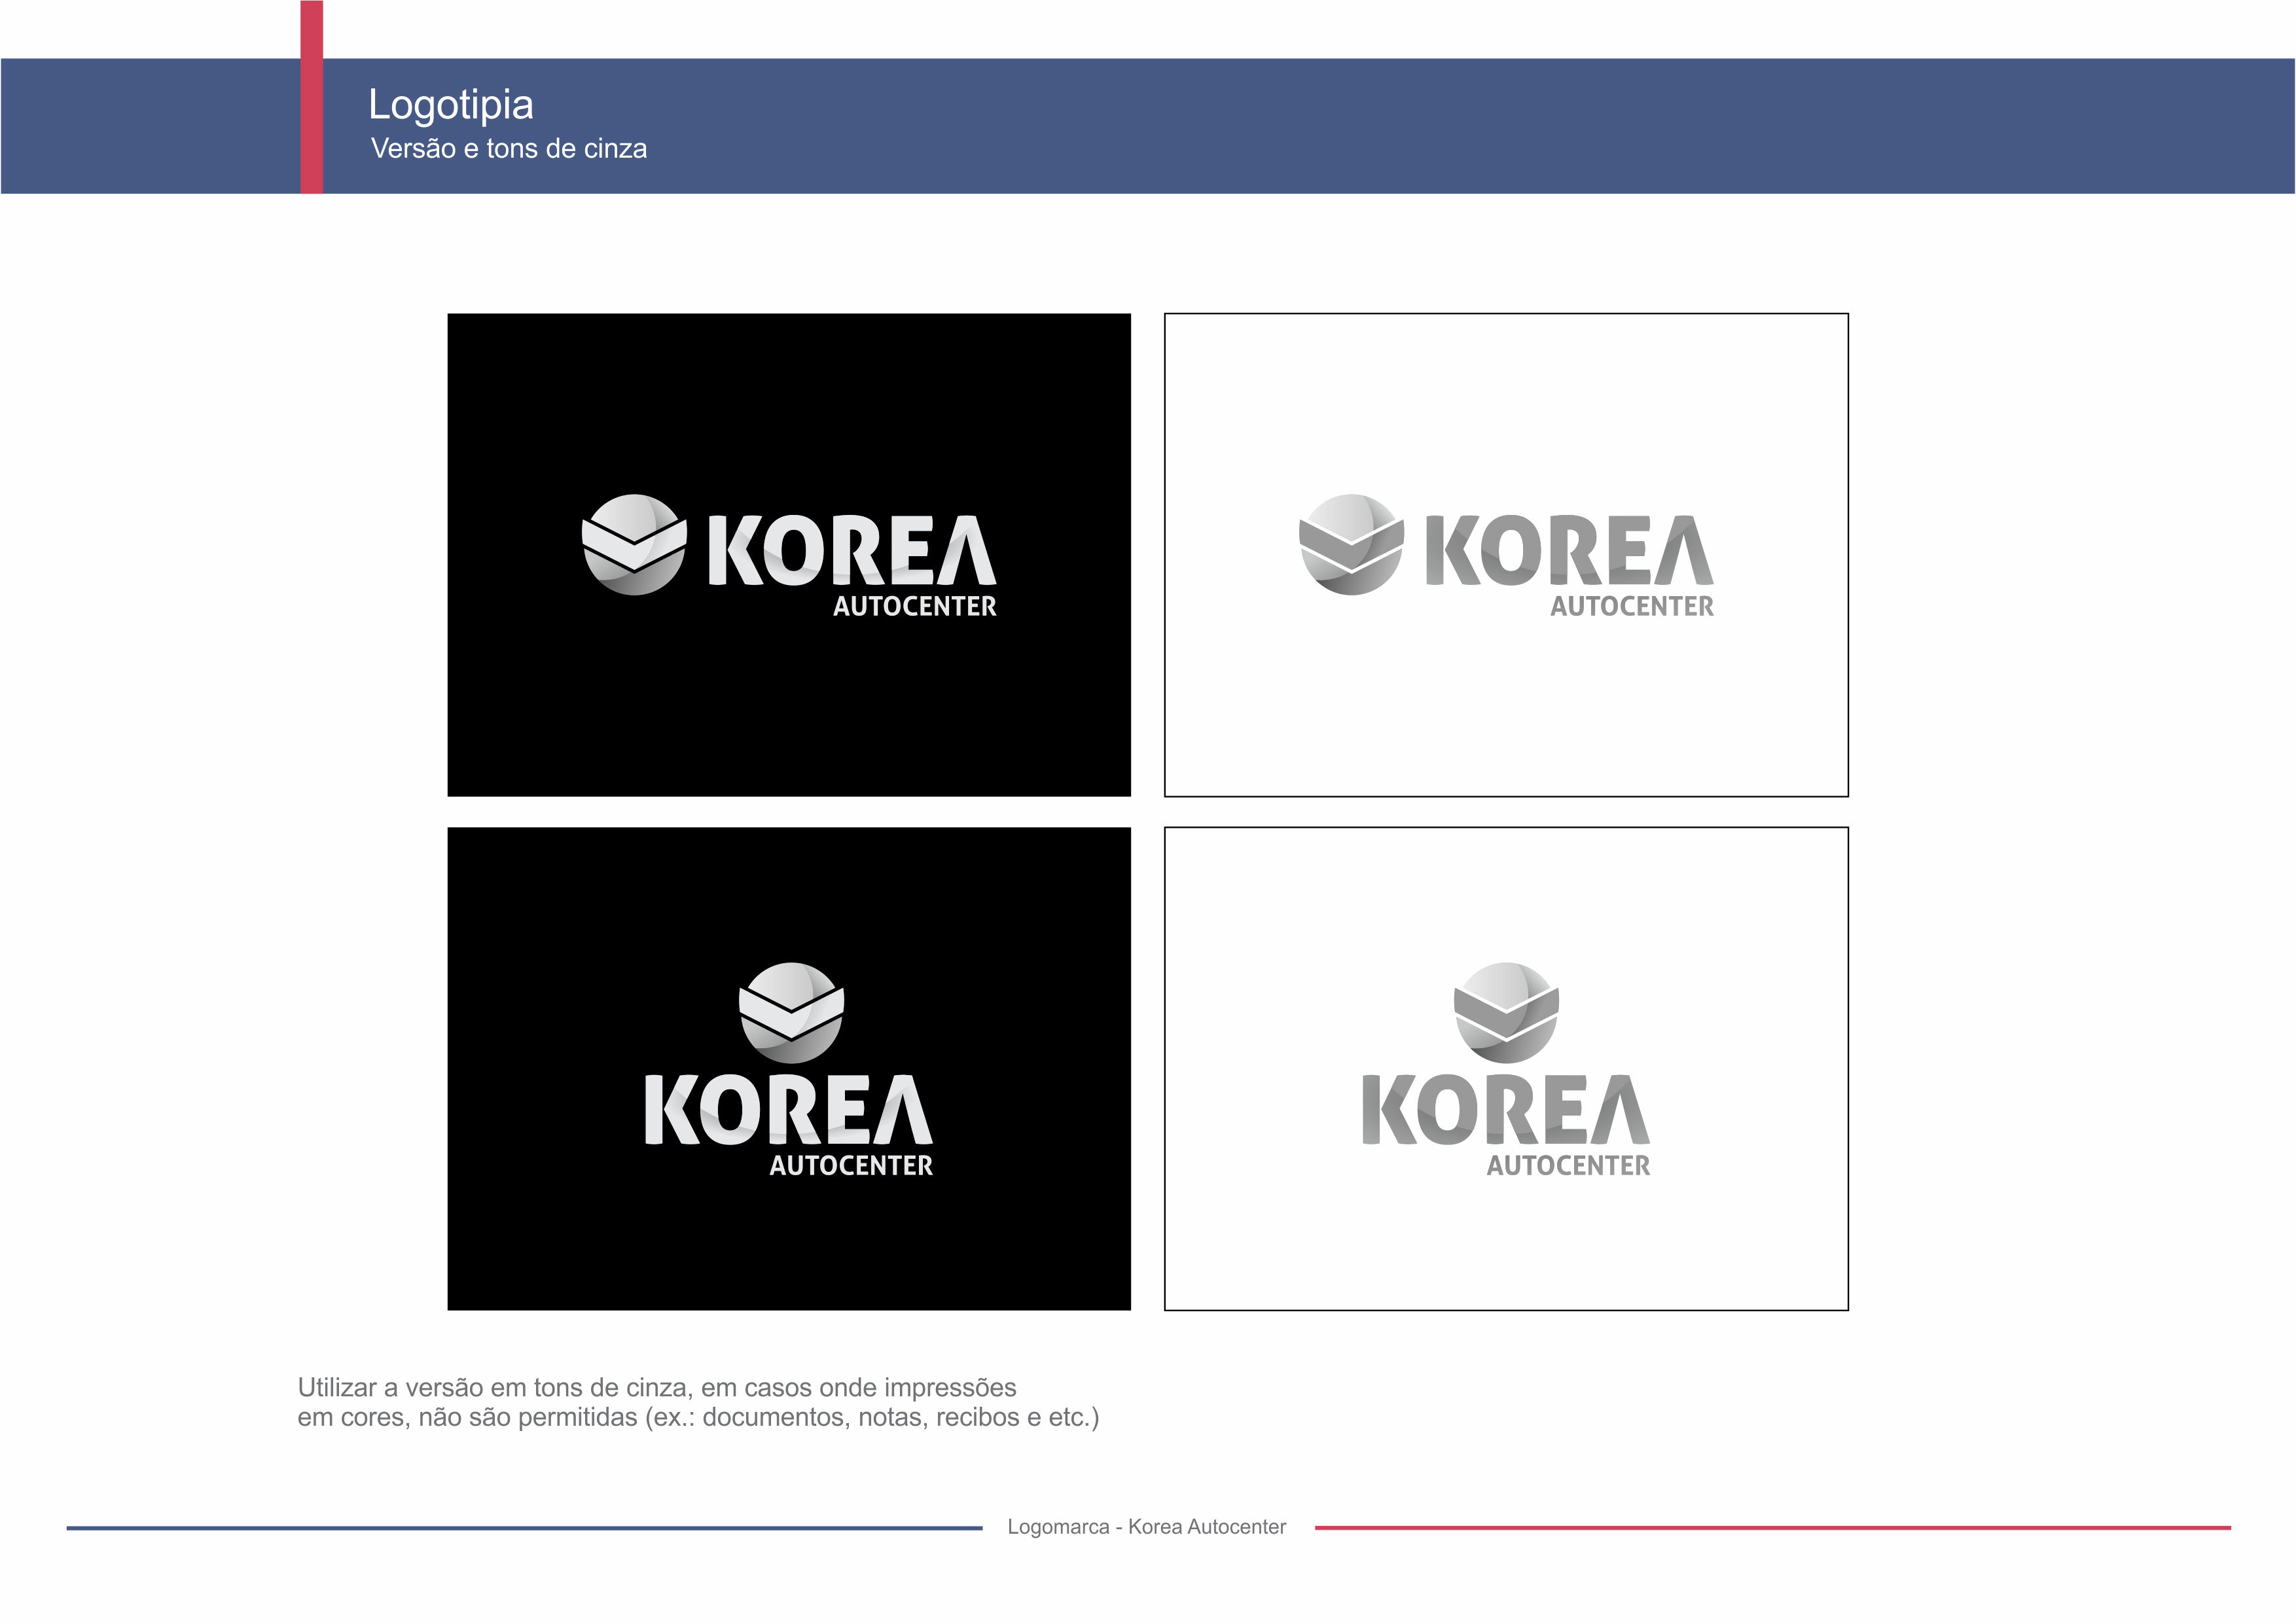 Logotipia
Versão e tons de cinza
KOREA
AUTOCENTER
KOREA
AUTOCENTER
KOREA
AUTOCENTER
KOREA
AUTOCENTER
Utilizar a versão em tons de cinza, em casos onde impressões
em cores, não são permitidas (ex.: documentos, notas, recibos e etc.)
Logomarca - Korea Autocenter